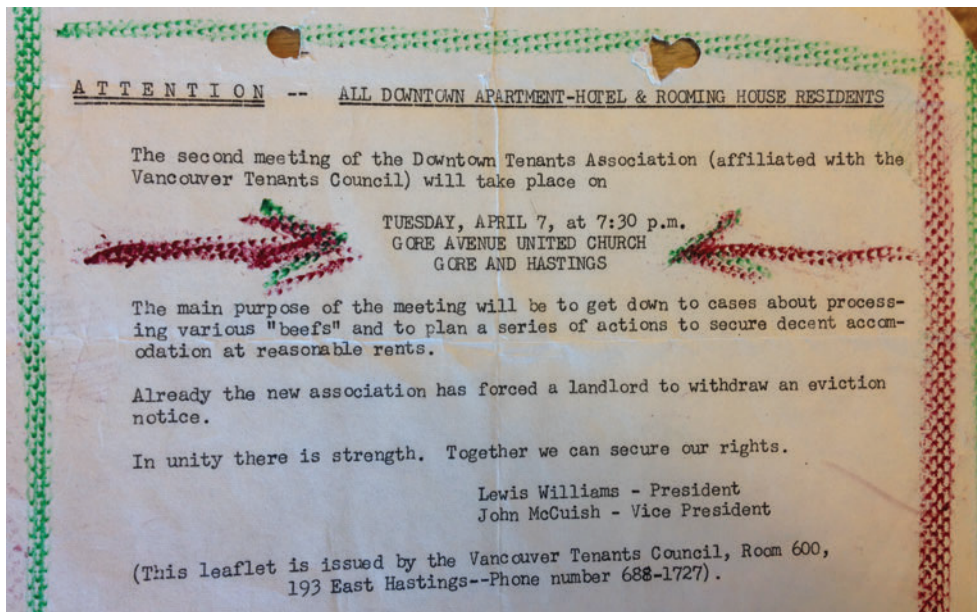 ATTENTION -- ALL DOWNTOWN APARTMENT-HOTEL & ROOMING HOUSE RESIDENTS
The second meeting of the Downtown Tenants Association (affiliated with the
Vancouver Tenants Council) will take place on
TUESDAY, APRIL 7, at 7:30 p.m.
GORE AVENUE UNITED CHURCH
GORE AND HASTINGS
The main purpose of the meeting will be to get down to cases about process-
ing various "beefs" and to plan a series of actions to secure decent accom-
odation at reasonable rents.
Already the new association has forced a landlord to withdraw an eviction
notice.
In unity there is strength. Together we can secure our rights.
Lewis Williams - President
John McCuish - Vice President
(This leaflet is issued by the Vancouver Tenants Council, Room 600,
193 East Hastings--Phone number 688-1727).